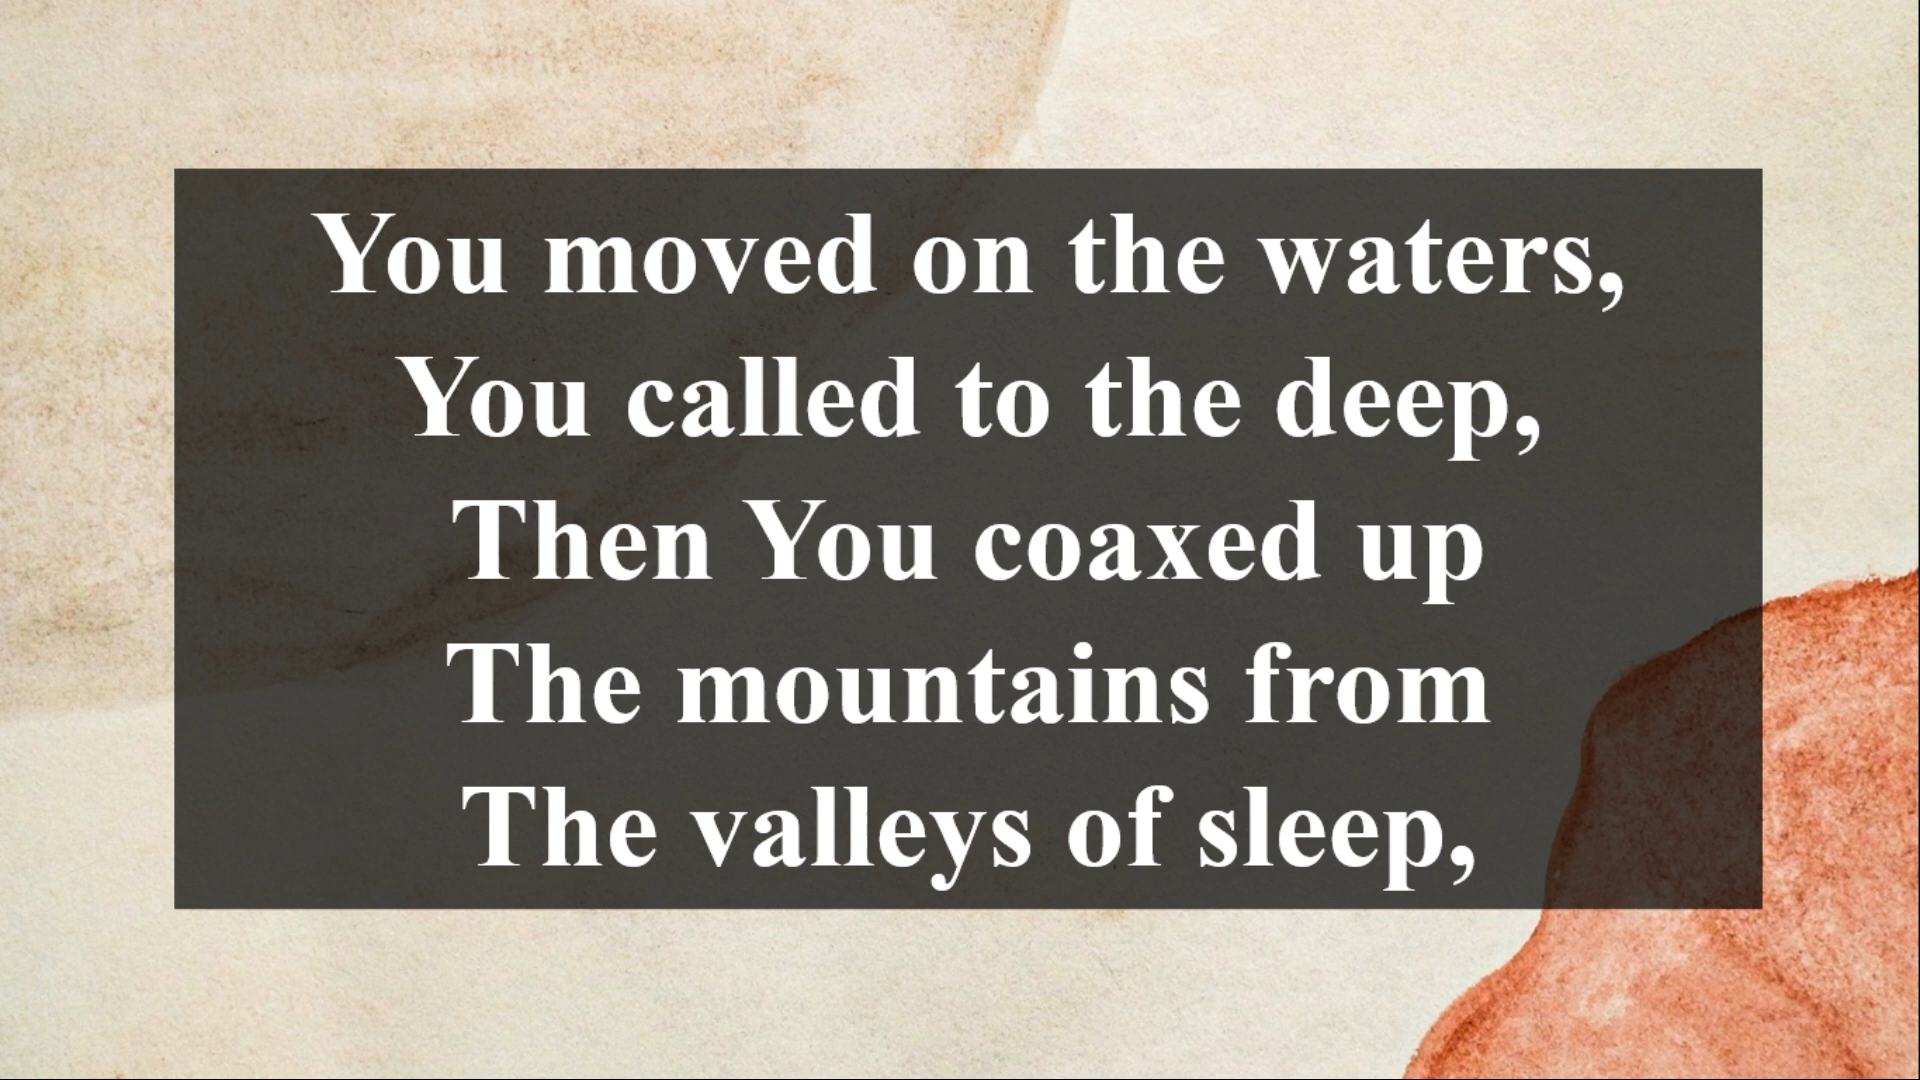 You moved on the waters,
You called to the deep,
Then You coaxed up
The mountains from
The valleys of sleep,